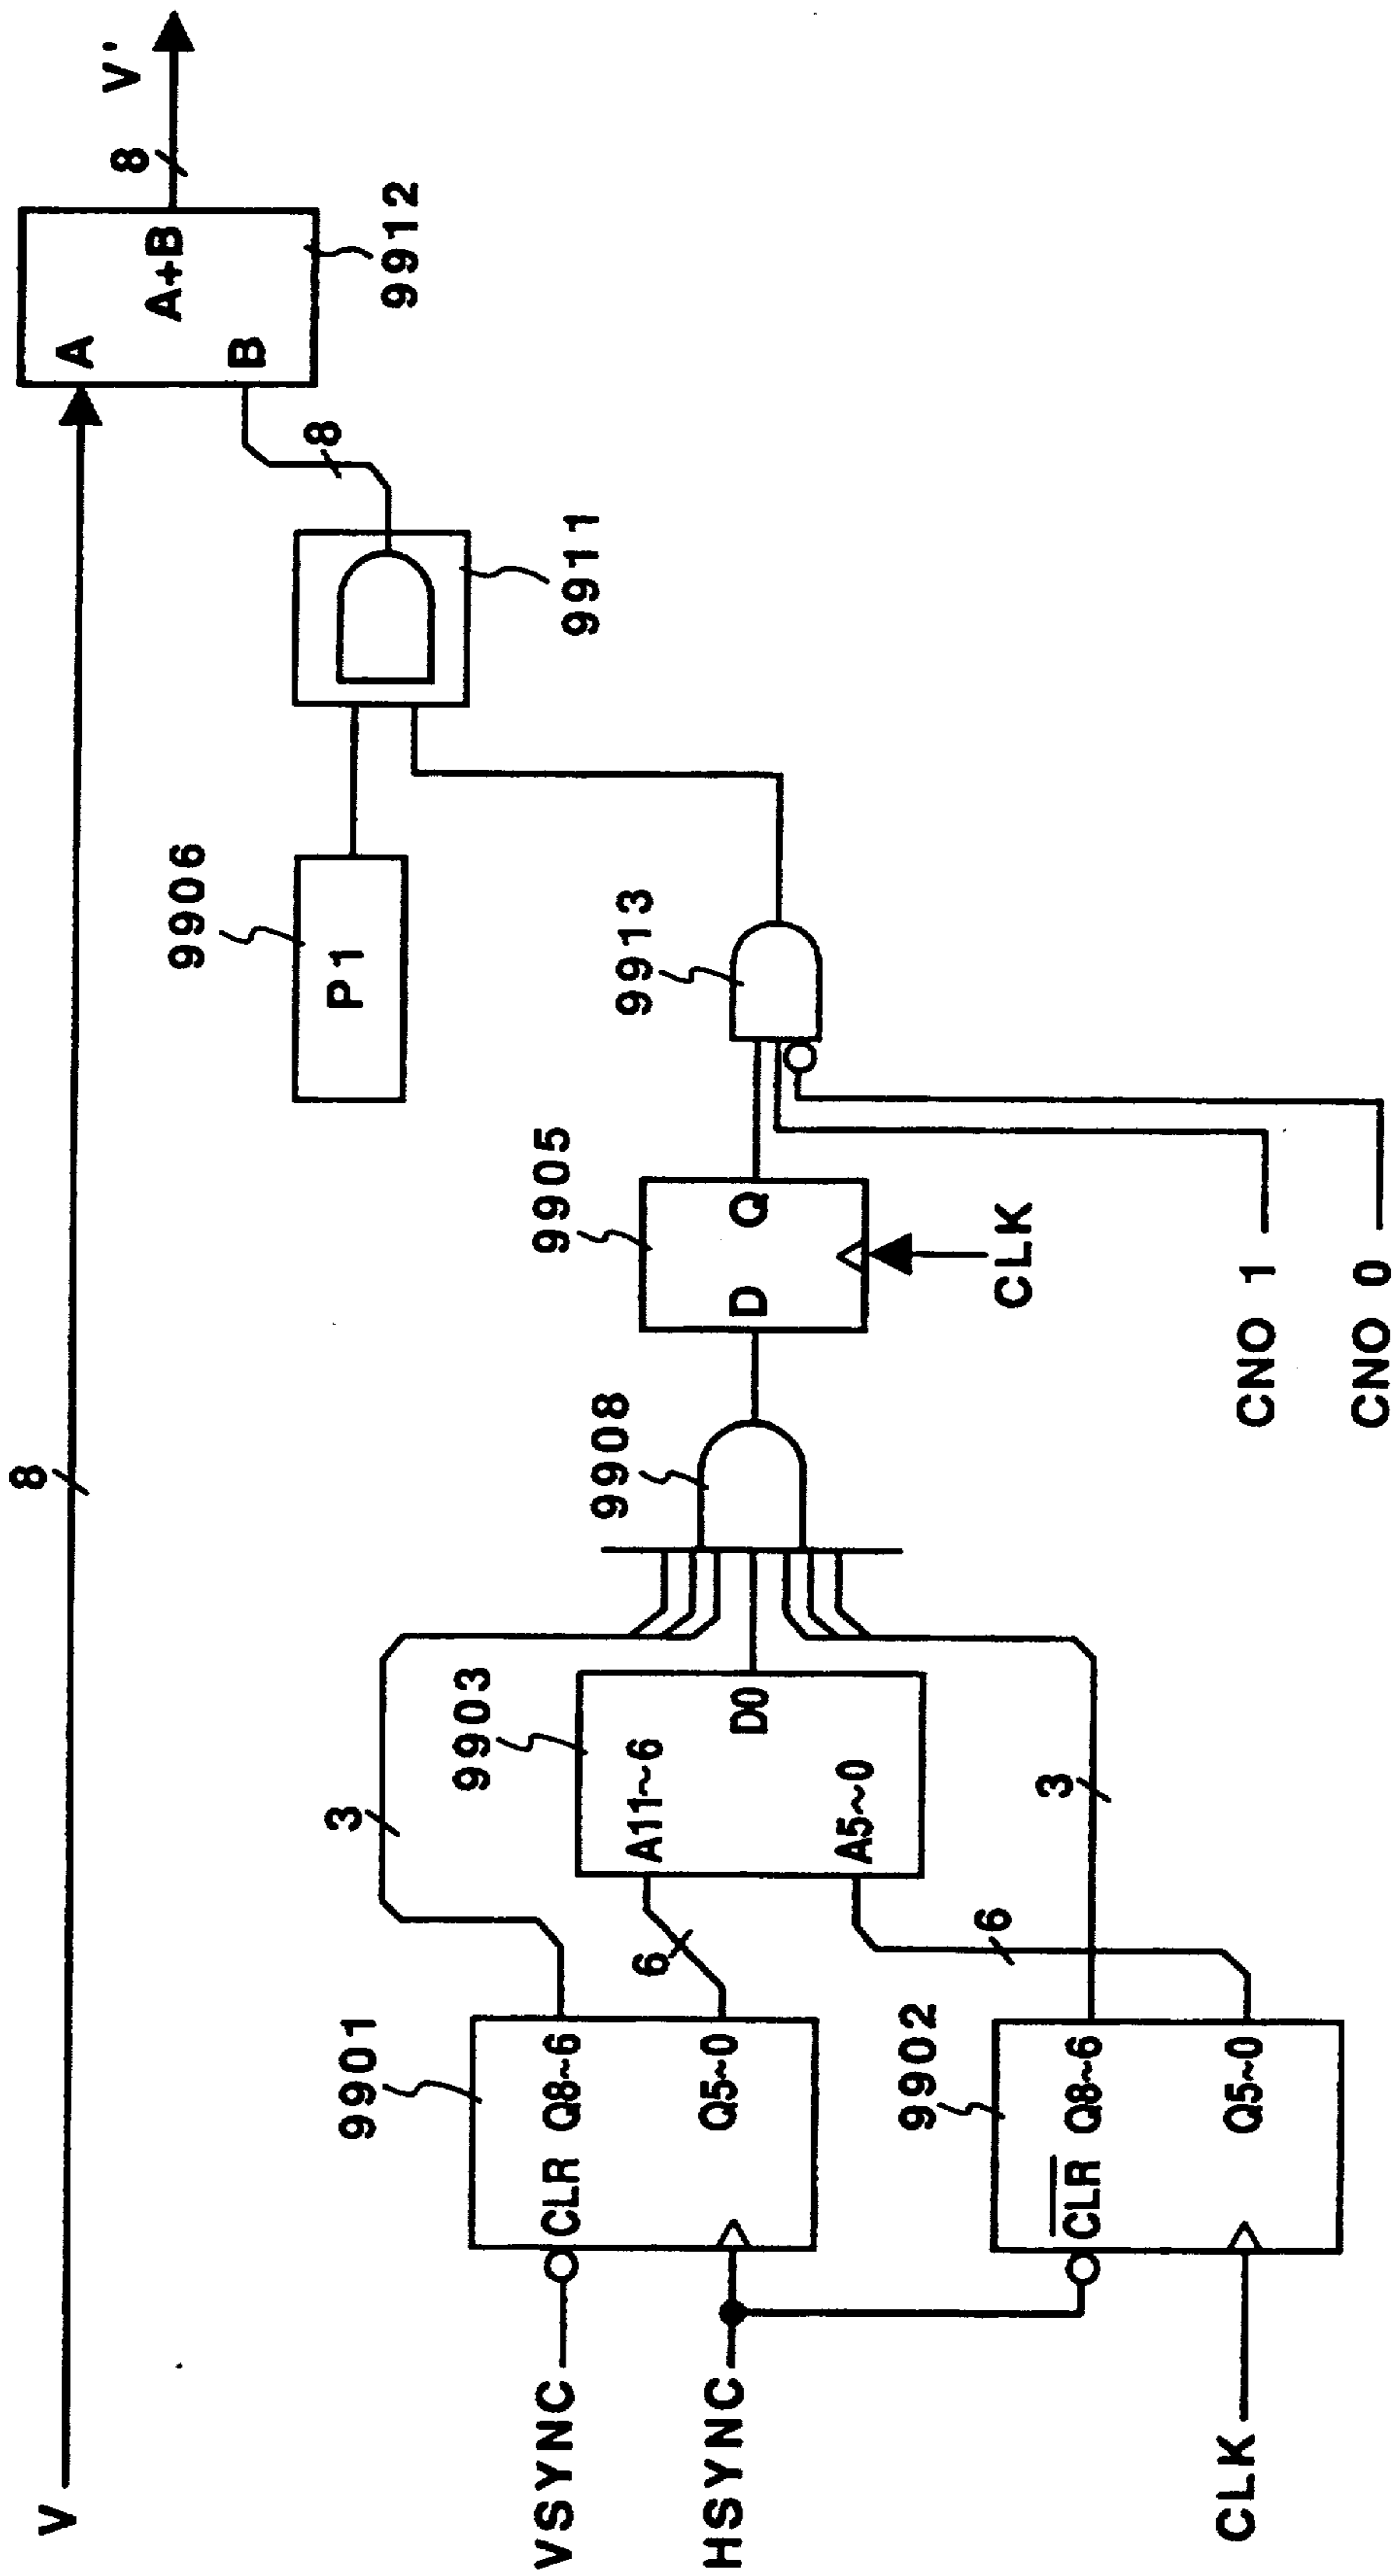 V
8
A
A+B
B
8
V'
9912
8
9911
9906
P1
9913
9905
D
Q
CLK
CNO 1
CNO 0
9908
9903
A11~6
A5~0
D0
3
6
6
3
9901
CLR
Q8~6
Q5~0
9902
CLR
Q8~6
Q5~0
VSYNC
HSYNC
CLK